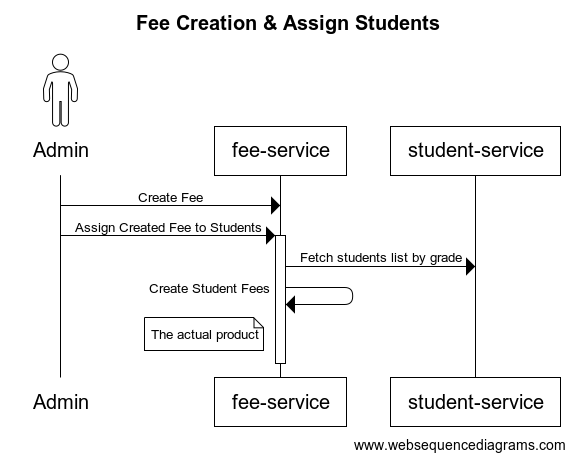 Fee Creation & Assign Students
Admin
fee-service
student-service
Create Fee
Assign Created Fee to Students
Fetch students list by grade
Create Student Fees
The actual product
Admin
fee-service
student-service
www.websequencediagrams.com